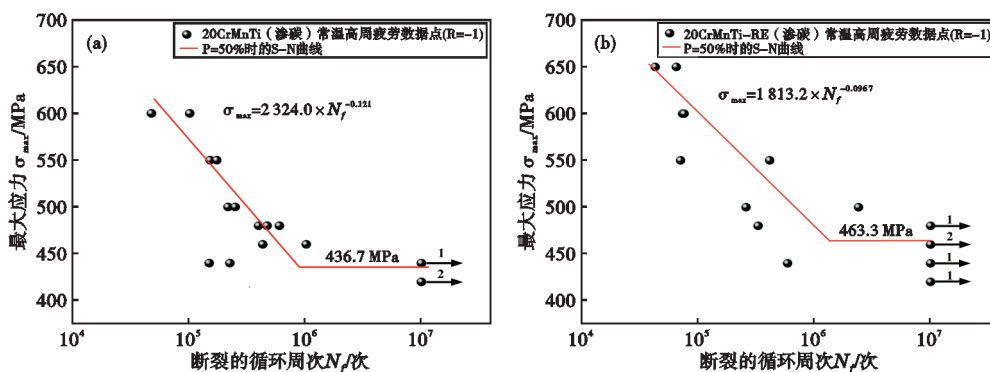 (a)
20CrMnTi（渗碳）常温高周疲劳数据点(R=-1)
P=50%时的S-N曲线
σmax=2 324.0×Nf^-0.121
436.7 MPa
1
2
最大应力 σmax/MPa
650
600
550
500
450
400
10^4
10^5
10^6
10^7
断裂的循环周次Nf/次
(b)
20CrMnTi-RE（渗碳）常温高周疲劳数据点(R=-1)
P=50%时的S-N曲线
σmax=1 813.2×Nf^-0.0967
463.3 MPa
1
2
1
1
最大应力 σmax/MPa
650
600
550
500
450
400
10^4
10^5
10^6
10^7
断裂的循环周次Nf/次